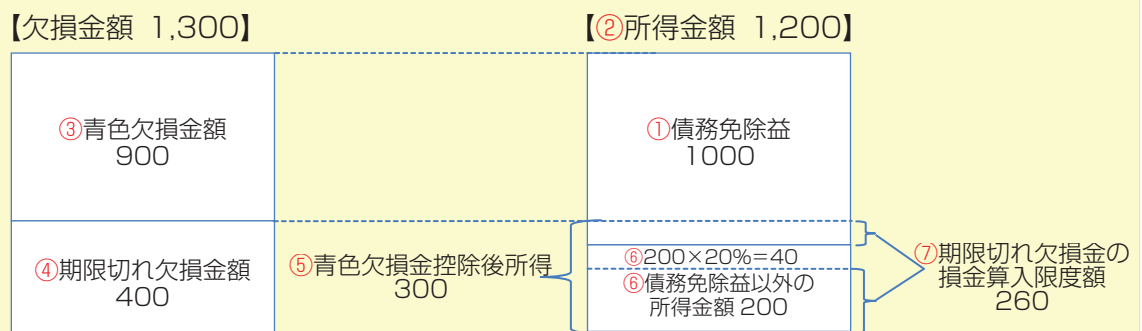 【欠損金額 1,300】
【②所得金額 1,200】
③青色欠損金額
900
①債務免除益
1000
④期限切れ欠損金額
400
⑤青色欠損金控除後所得
300
⑥200×20%=40
⑥債務免除益以外の
所得金額 200
⑦期限切れ欠損金の
損金算入限度額
260